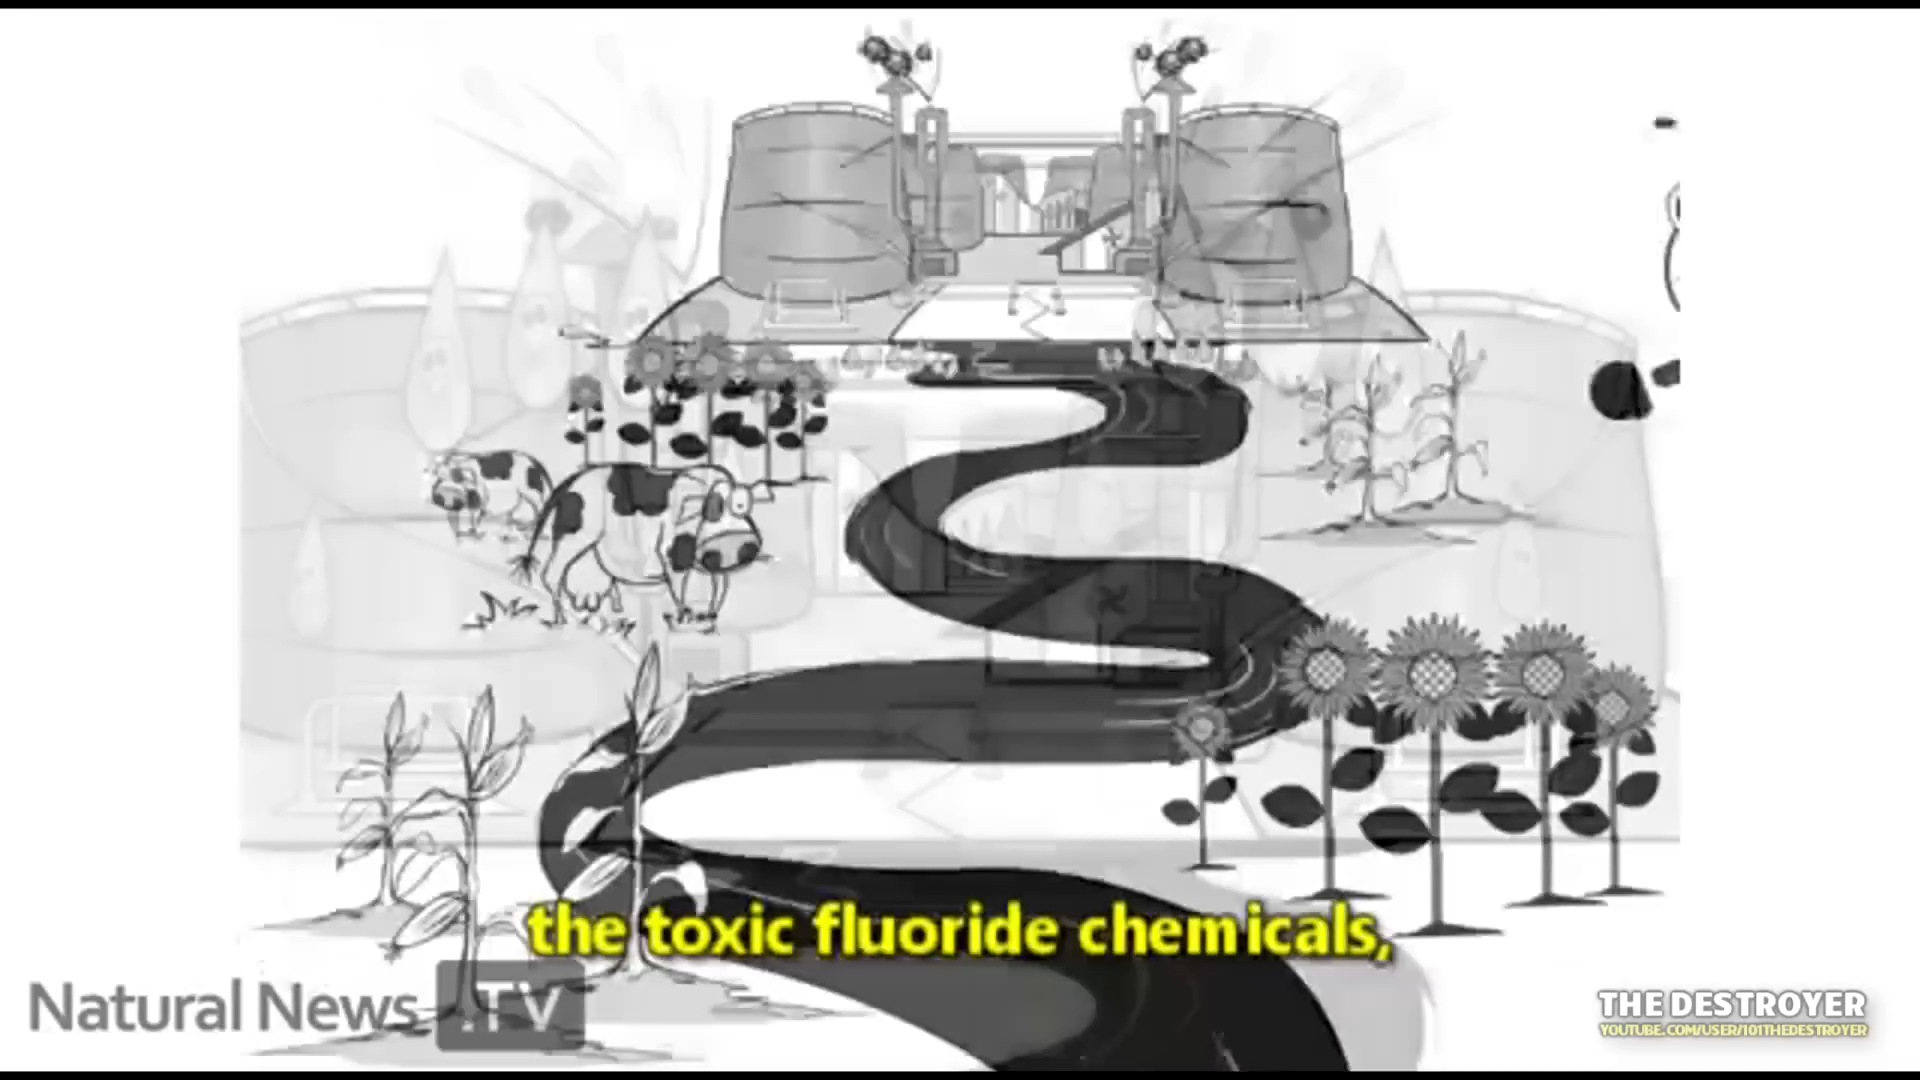 the toxic fluoride chemicals,
Natural News .TV
THE DESTROYER
YOUTUBE.COM/USER/101THEDESTROYER